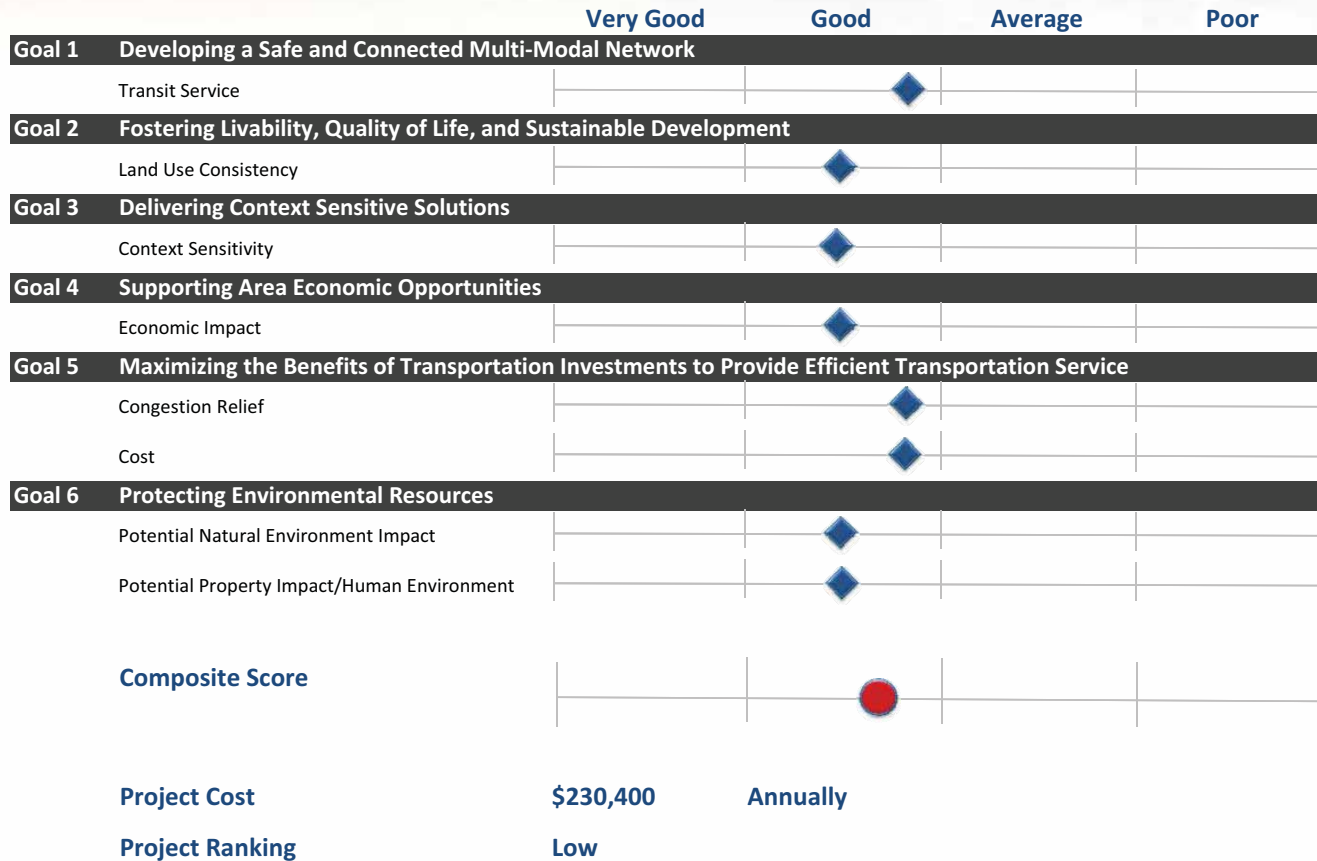 Very Good Good Average Poor
Goal 1 Developing a Safe and Connected Multi-Modal Network
Transit Service
Goal 2 Fostering Livability, Quality of Life, and Sustainable Development
Land Use Consistency
Goal 3 Delivering Context Sensitive Solutions
Context Sensitivity
Goal 4 Supporting Area Economic Opportunities
Economic Impact
Goal 5 Maximizing the Benefits of Transportation Investments to Provide Efficient Transportation Service
Congestion Relief
Cost
Goal 6 Protecting Environmental Resources
Potential Natural Environment Impact
Potential Property Impact/Human Environment
Composite Score
Project Cost $230,400 Annually
Project Ranking Low